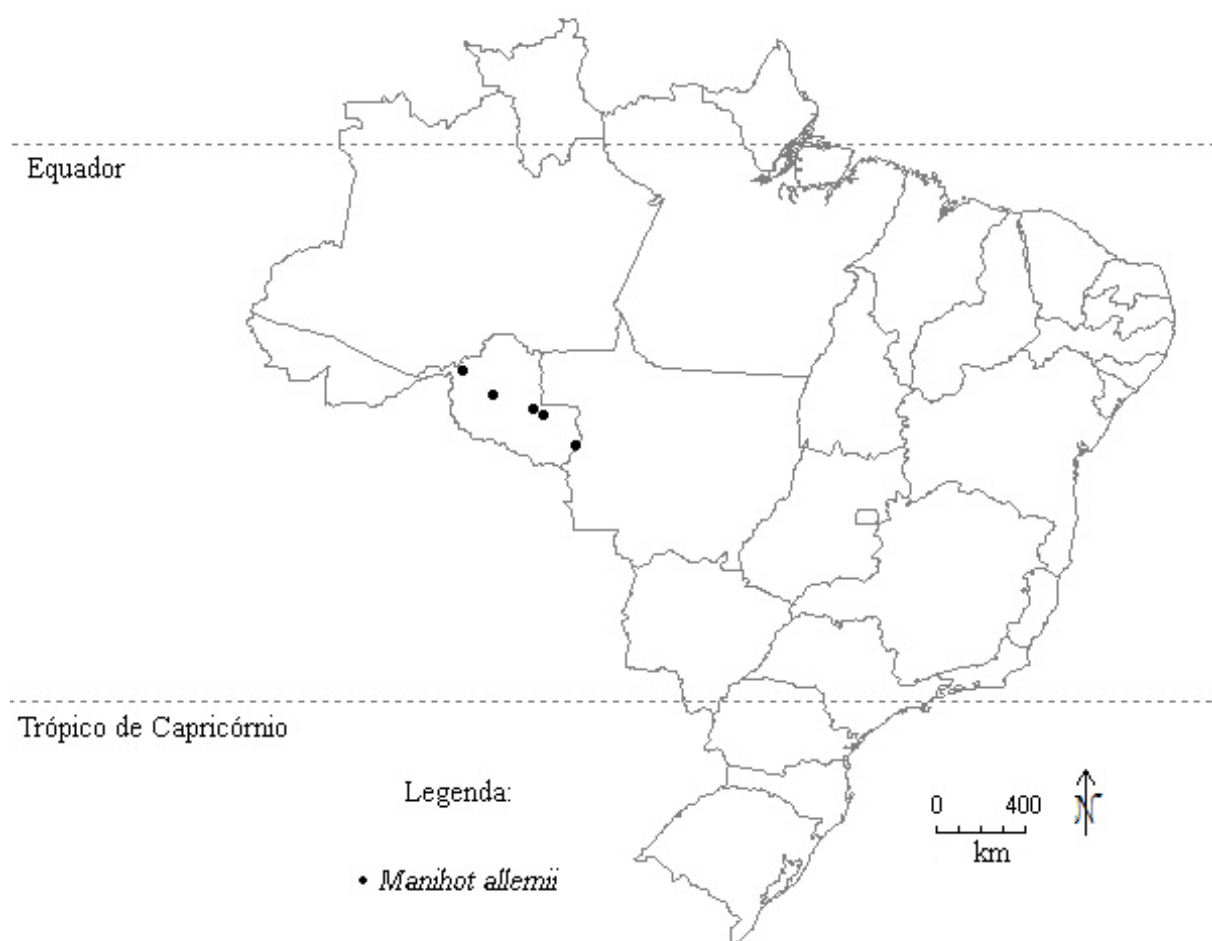 Equador
Trópico de Capricórnio
Legenda:
• Manihot allemii
0 400
km
N